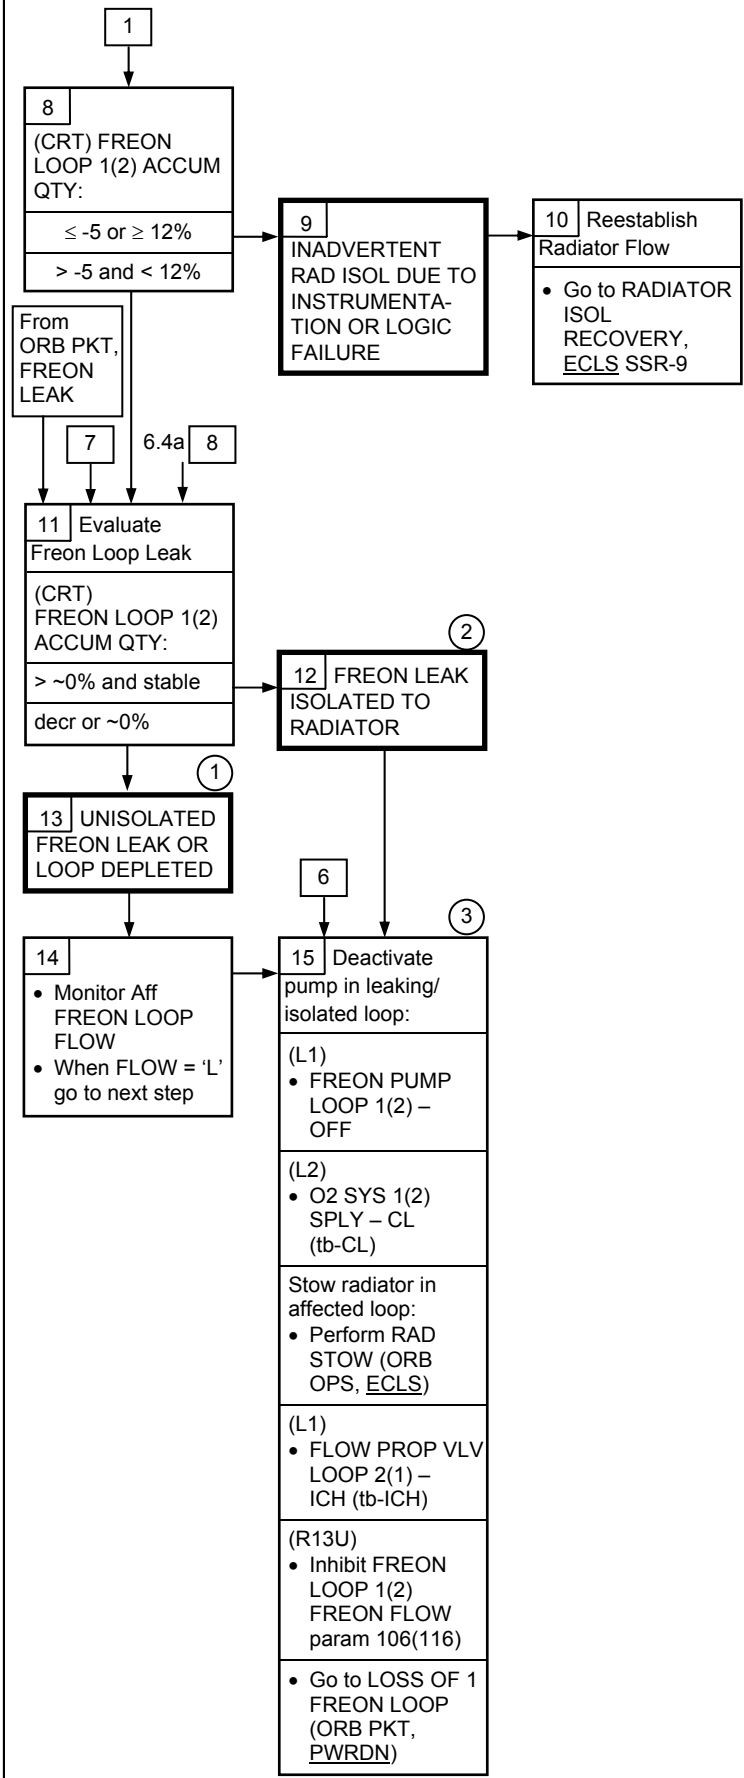 1
8
(CRT) FREON
LOOP 1(2) ACCUM
QTY:
≤ -5 or ≥ 12%
> -5 and < 12%
9
INADVERTENT
RAD ISOL DUE TO
INSTRUMENTA-
TION OR LOGIC
FAILURE
10 Reestablish
Radiator Flow
• Go to RADIATOR
ISOL
RECOVERY,
ECLS SSR-9
From
ORB PKT,
FREON
LEAK
7
6.4a 8
11 Evaluate
Freon Loop Leak
(CRT)
FREON LOOP 1(2)
ACCUM QTY:
> ~0% and stable
decr or ~0%
2
12 FREON LEAK
ISOLATED TO
RADIATOR
1
13 UNISOLATED
FREON LEAK OR
LOOP DEPLETED
6
14
• Monitor Aff
FREON LOOP
FLOW
• When FLOW = 'L'
go to next step
3
15 Deactivate
pump in leaking/
isolated loop:
(L1)
• FREON PUMP
LOOP 1(2) –
OFF
(L2)
• O2 SYS 1(2)
SPLY – CL
(tb-CL)
Stow radiator in
affected loop:
• Perform RAD
STOW (ORB
OPS, ECLS)
(L1)
• FLOW PROP VLV
LOOP 2(1) –
ICH (tb-ICH)
(R13U)
• Inhibit FREON
LOOP 1(2)
FREON FLOW
param 106(116)
• Go to LOSS OF 1
FREON LOOP
(ORB PKT,
PWRDN)